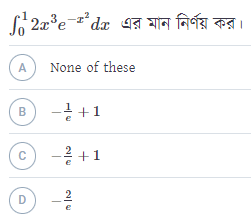 ∫₀¹ 2x³e^{-x²}dx এর মান নির্ণয় কর।
A None of these
B -1/e + 1
C -2/e + 1
D -2/e